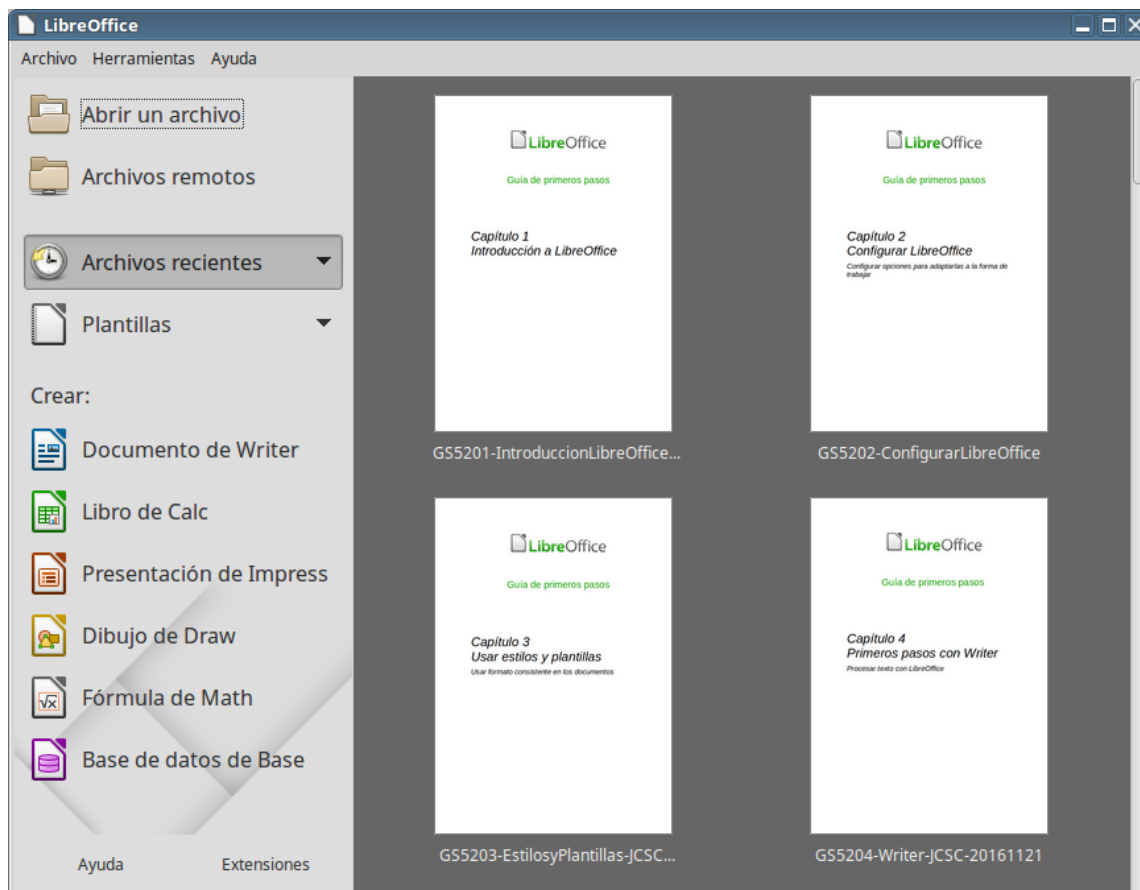 LibreOffice
Archivo Herramientas Ayuda
Abrir un archivo
Archivos remotos
Archivos recientes
Plantillas
Crear:
Documento de Writer
Libro de Calc
Presentación de Impress
Dibujo de Draw
Fórmula de Math
Base de datos de Base
Ayuda Extensiones
LibreOffice
Guía de primeros pasos
Capítulo 1
Introducción a LibreOffice
GS5201-IntroduccionLibreOffice...
LibreOffice
Guía de primeros pasos
Capítulo 2
Configurar LibreOffice
Configurar opciones para adaptarlas a la forma de
trabajar
GS5202-ConfigurarLibreOffice
LibreOffice
Guía de primeros pasos
Capítulo 3
Usar estilos y plantillas
Usar formato consistente en los documentos
GS5203-EstilosyPlantillas-JCSC...
LibreOffice
Guía de primeros pasos
Capítulo 4
Primeros pasos con Writer
Procesar texto con LibreOffice
GS5204-Writer-JCSC-20161121